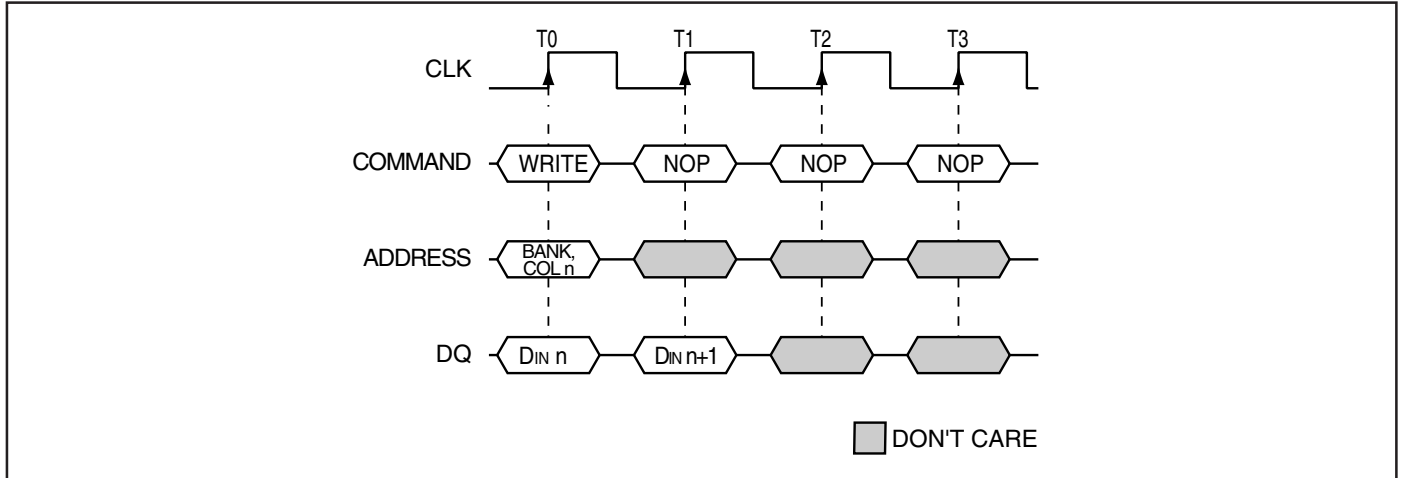 T0 T1 T2 T3
CLK
COMMAND WRITE NOP NOP NOP
ADDRESS BANK,
COL n
DQ DIN n DIN n+1
DON'T CARE